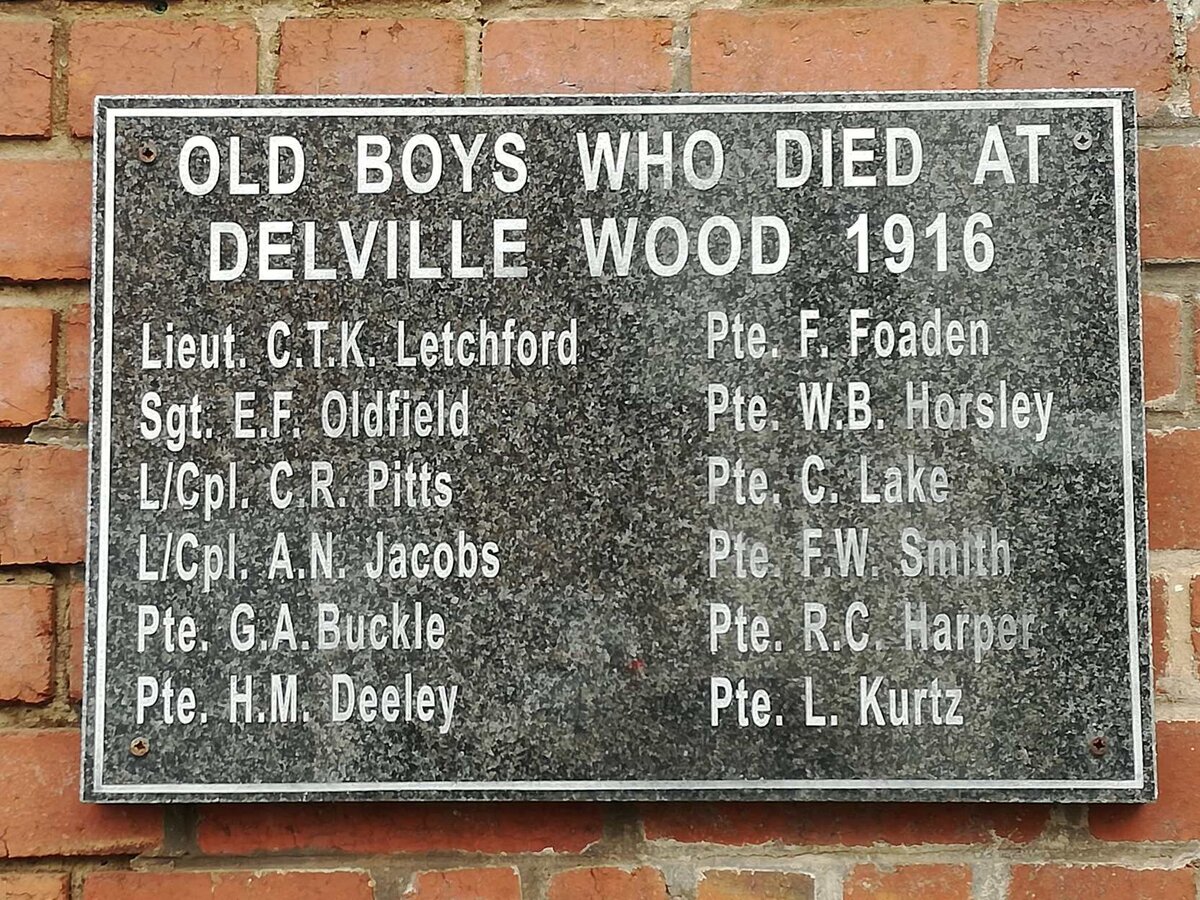 OLD BOYS WHO DIED AT
DELVILLE WOOD 1916
Lieut. C.T.K. Letchford
Sgt. E.F. Oldfield
L/Cpl. C.R. Pitts
L/Cpl. A.N. Jacobs
Pte. G.A.Buckle
Pte. H.M. Deeley
Pte. F. Foaden
Pte. W.B. Horsley
Pte. C. Lake
Pte. F.W. Smith
Pte. R.C. Harper
Pte. L. Kurtz